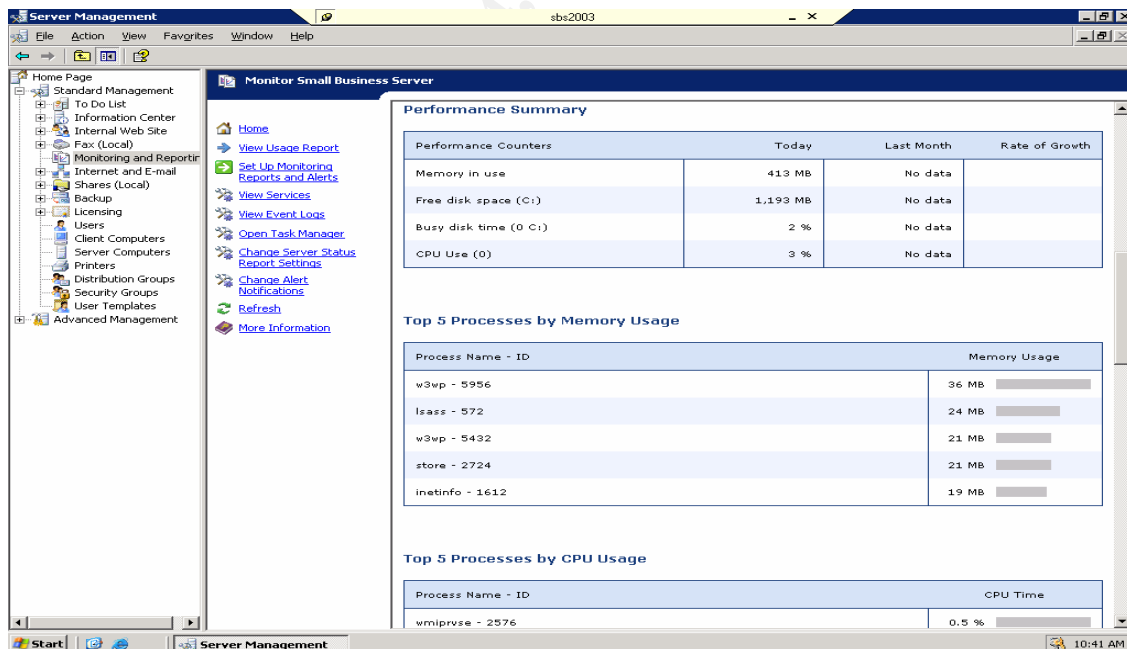 Server Management
sbs2003
File Action View Favorites Window Help
Home Page
Standard Management
To Do List
Information Center
Internal Web Site
Fax (Local)
Monitoring and Reportin
Internet and E-mail
Shares (Local)
Backup
Licensing
Users
Client Computers
Server Computers
Printers
Distribution Groups
Security Groups
User Templates
Advanced Management
Monitor Small Business Server
Home
View Usage Report
Set Up Monitoring
Reports and Alerts
View Services
View Event Logs
Open Task Manager
Change Server Status
Report Settings
Change Alert
Notifications
Refresh
More Information
Performance Summary
Performance Counters Today Last Month Rate of Growth
Memory in use 413 MB No data
Free disk space (C:) 1,193 MB No data
Busy disk time (0 C:) 2 % No data
CPU Use (0) 3 % No data
Top 5 Processes by Memory Usage
Process Name - ID Memory Usage
w3wp - 5956 36 MB
lsass - 572 24 MB
w3wp - 5432 21 MB
store - 2724 21 MB
inetinfo - 1612 19 MB
Top 5 Processes by CPU Usage
Process Name - ID CPU Time
wmiprvse - 2576 0.5 %
Start Server Management 10:41 AM